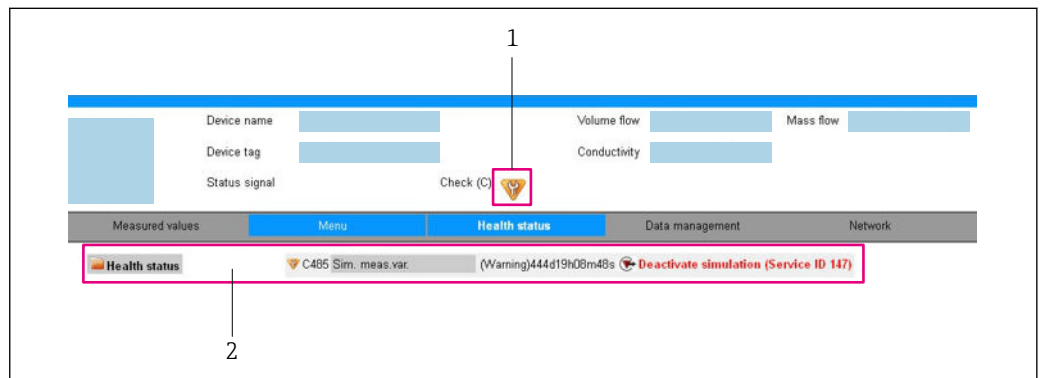 1
Device name Volume flow Mass flow
Device tag Conductivity
Status signal Check (C)
Measured values Menu Health status Data management Network
Health status C485 Sim. meas.var. (Warning)444d19h08m48s Deactivate simulation (Service ID 147)
2